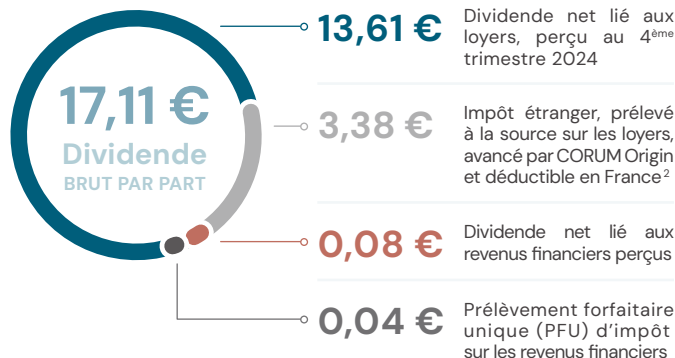 17,11 €
Dividende
BRUT PAR PART
13,61 €
Dividende net lié aux
loyers, perçu au 4ème
trimestre 2024
3,38 €
Impôt étranger, prélevé
à la source sur les loyers,
avancé par CORUM Origin
et déductible en France 2
0,08 €
Dividende net lié aux
revenus financiers perçus
0,04 €
Prélèvement forfaitaire
unique (PFU) d’impôt
sur les revenus financiers